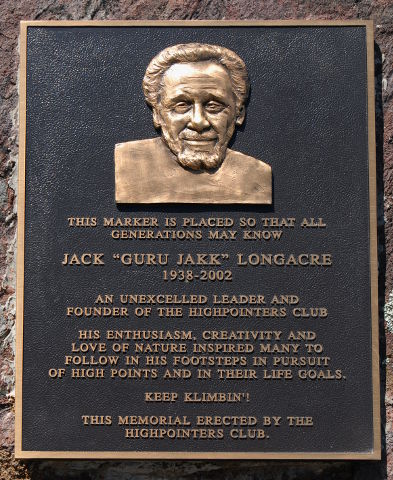 THIS MARKER IS PLACED SO THAT ALL
GENERATIONS MAY KNOW
JACK "GURU JAKK" LONGACRE
1938-2002
AN UNEXCELLED LEADER AND
FOUNDER OF THE HIGHPOINTERS CLUB
HIS ENTHUSIASM, CREATIVITY AND
LOVE OF NATURE INSPIRED MANY TO
FOLLOW IN HIS FOOTSTEPS IN PURSUIT
OF HIGH POINTS AND IN THEIR LIFE GOALS.
KEEP KLIMBIN'!
THIS MEMORIAL ERECTED BY THE
HIGHPOINTERS CLUB.